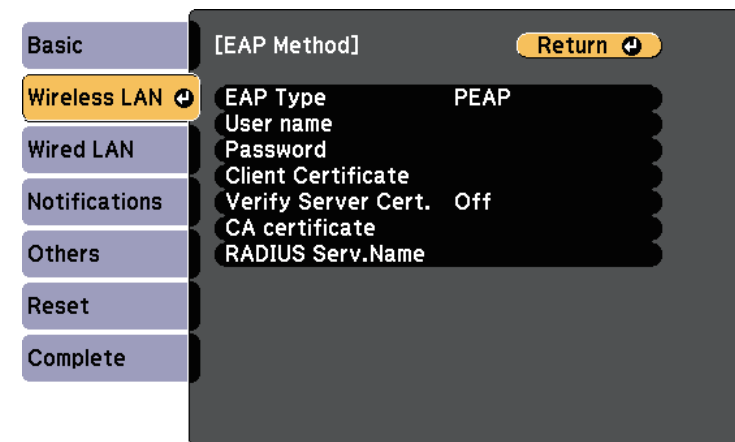 Basic
Wireless LAN
Wired LAN
Notifications
Others
Reset
Complete
[EAP Method]
Return
EAP Type PEAP
User name
Password
Client Certificate
Verify Server Cert. Off
CA certificate
RADIUS Serv.Name